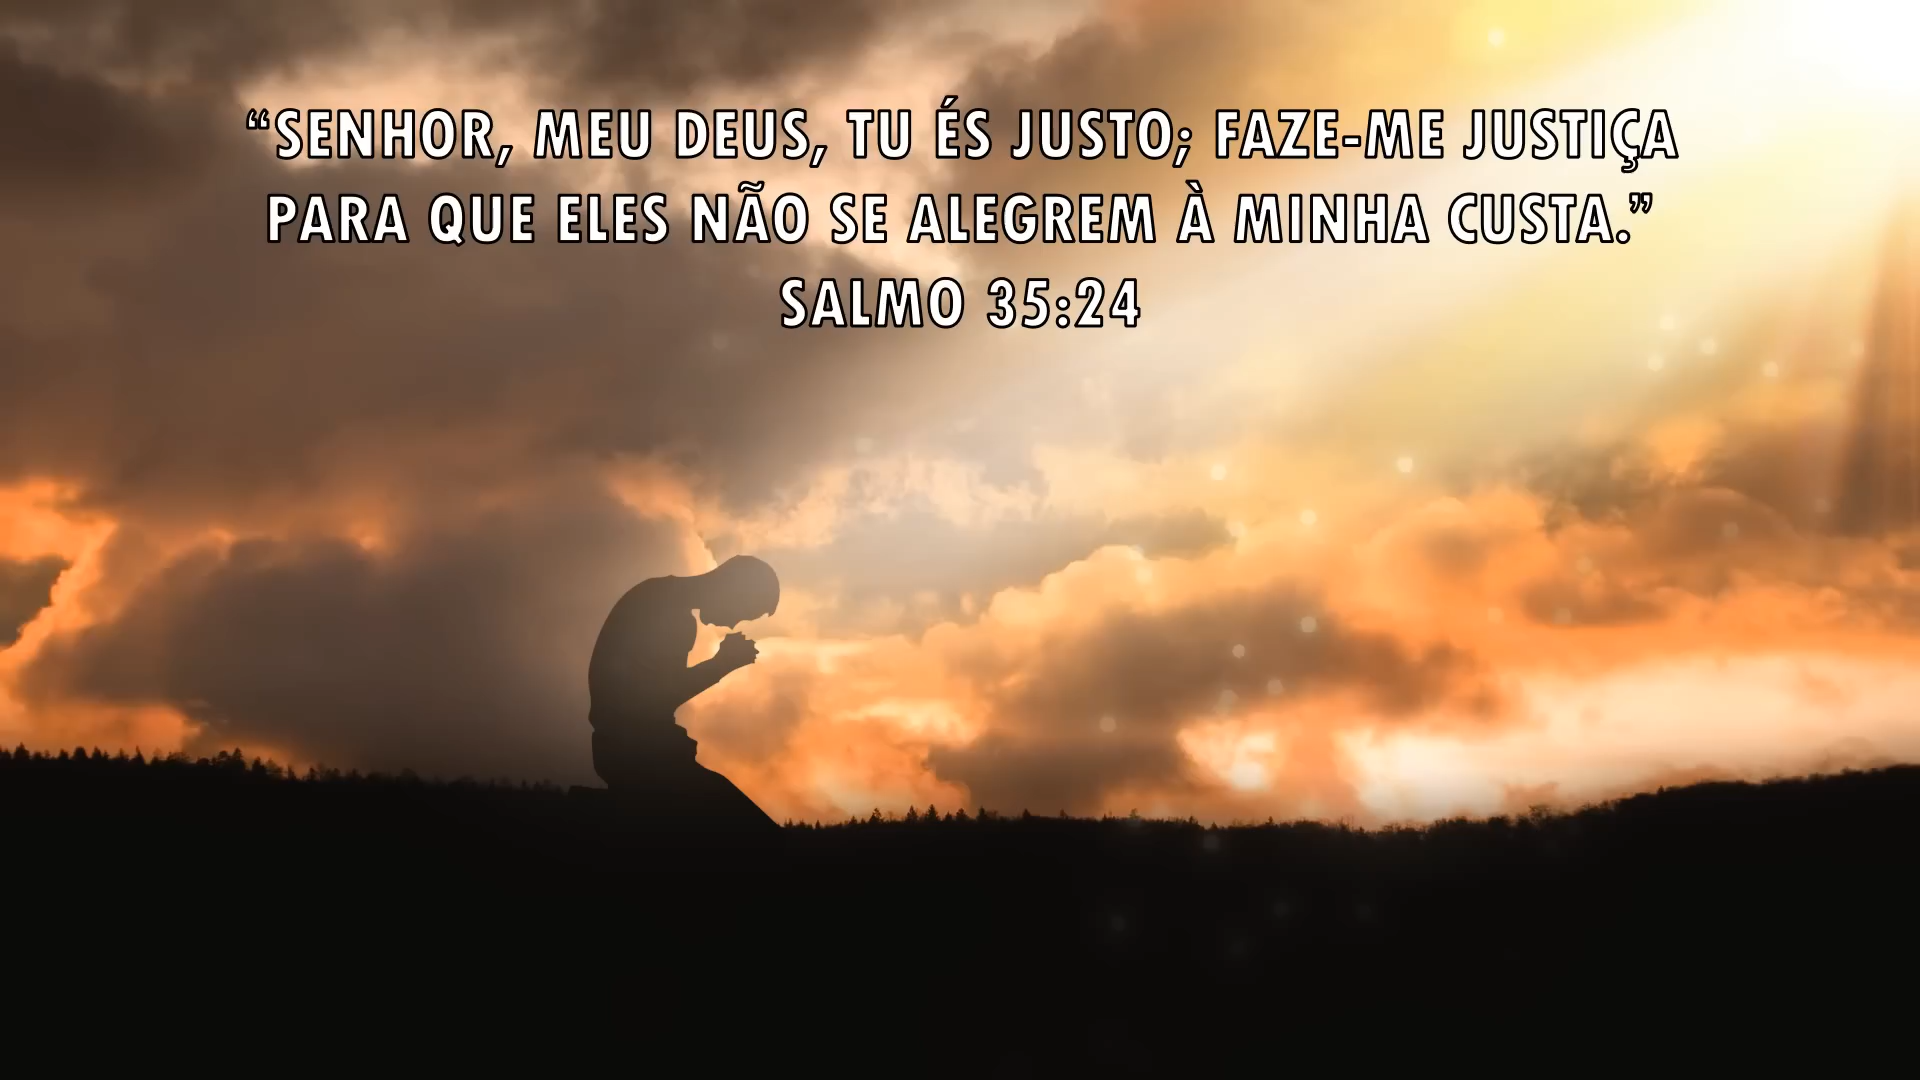 “SENHOR, MEU DEUS, TU ÉS JUSTO; FAZE-ME JUSTIÇA
PARA QUE ELES NÃO SE ALEGREM À MINHA CUSTA.”
SALMO 35:24